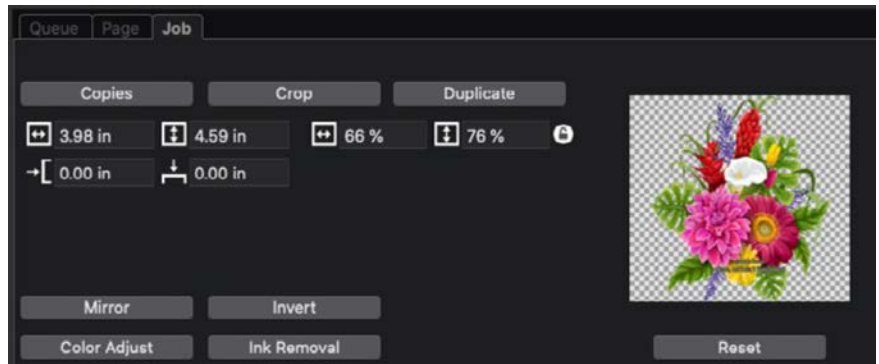 Queue Page Job
Copies Crop Duplicate
3.98 in 4.59 in 66 % 76 %
0.00 in 0.00 in
Mirror Invert
Color Adjust Ink Removal Reset